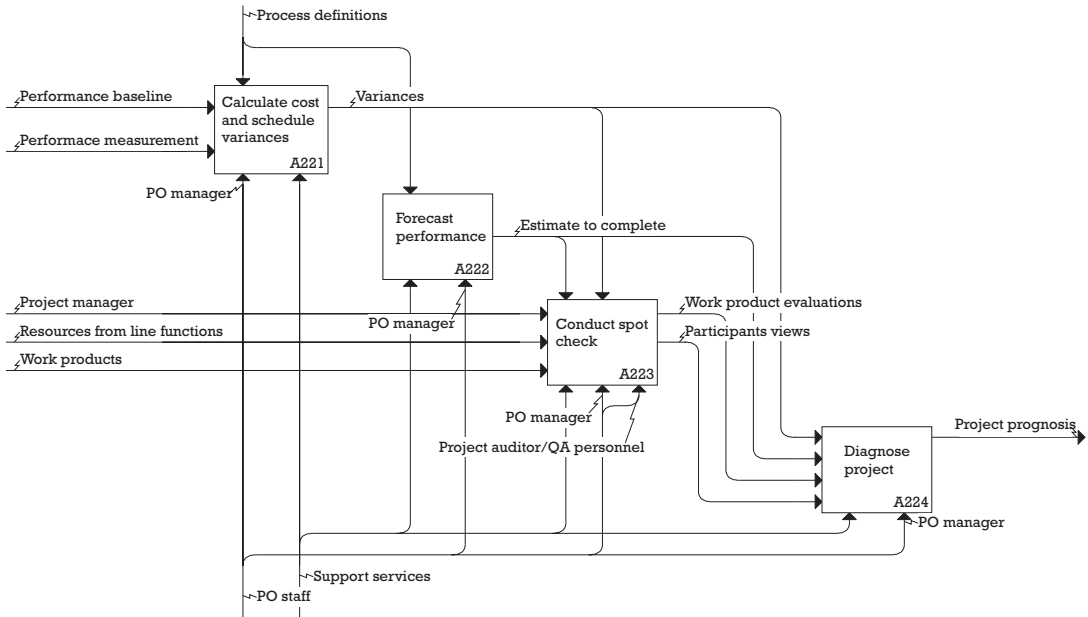 Process definitions
Performance baseline
Calculate cost
and schedule
variances
A221
Variances
Performace measurement
PO manager
Forecast
performance
A222
Estimate to complete
Project manager
PO manager
Resources from line functions
Work products
Conduct spot
check
A223
Work product evaluations
Participants views
PO manager
Project auditor/QA personnel
Diagnose
project
A224
Project prognosis
PO manager
Support services
PO staff